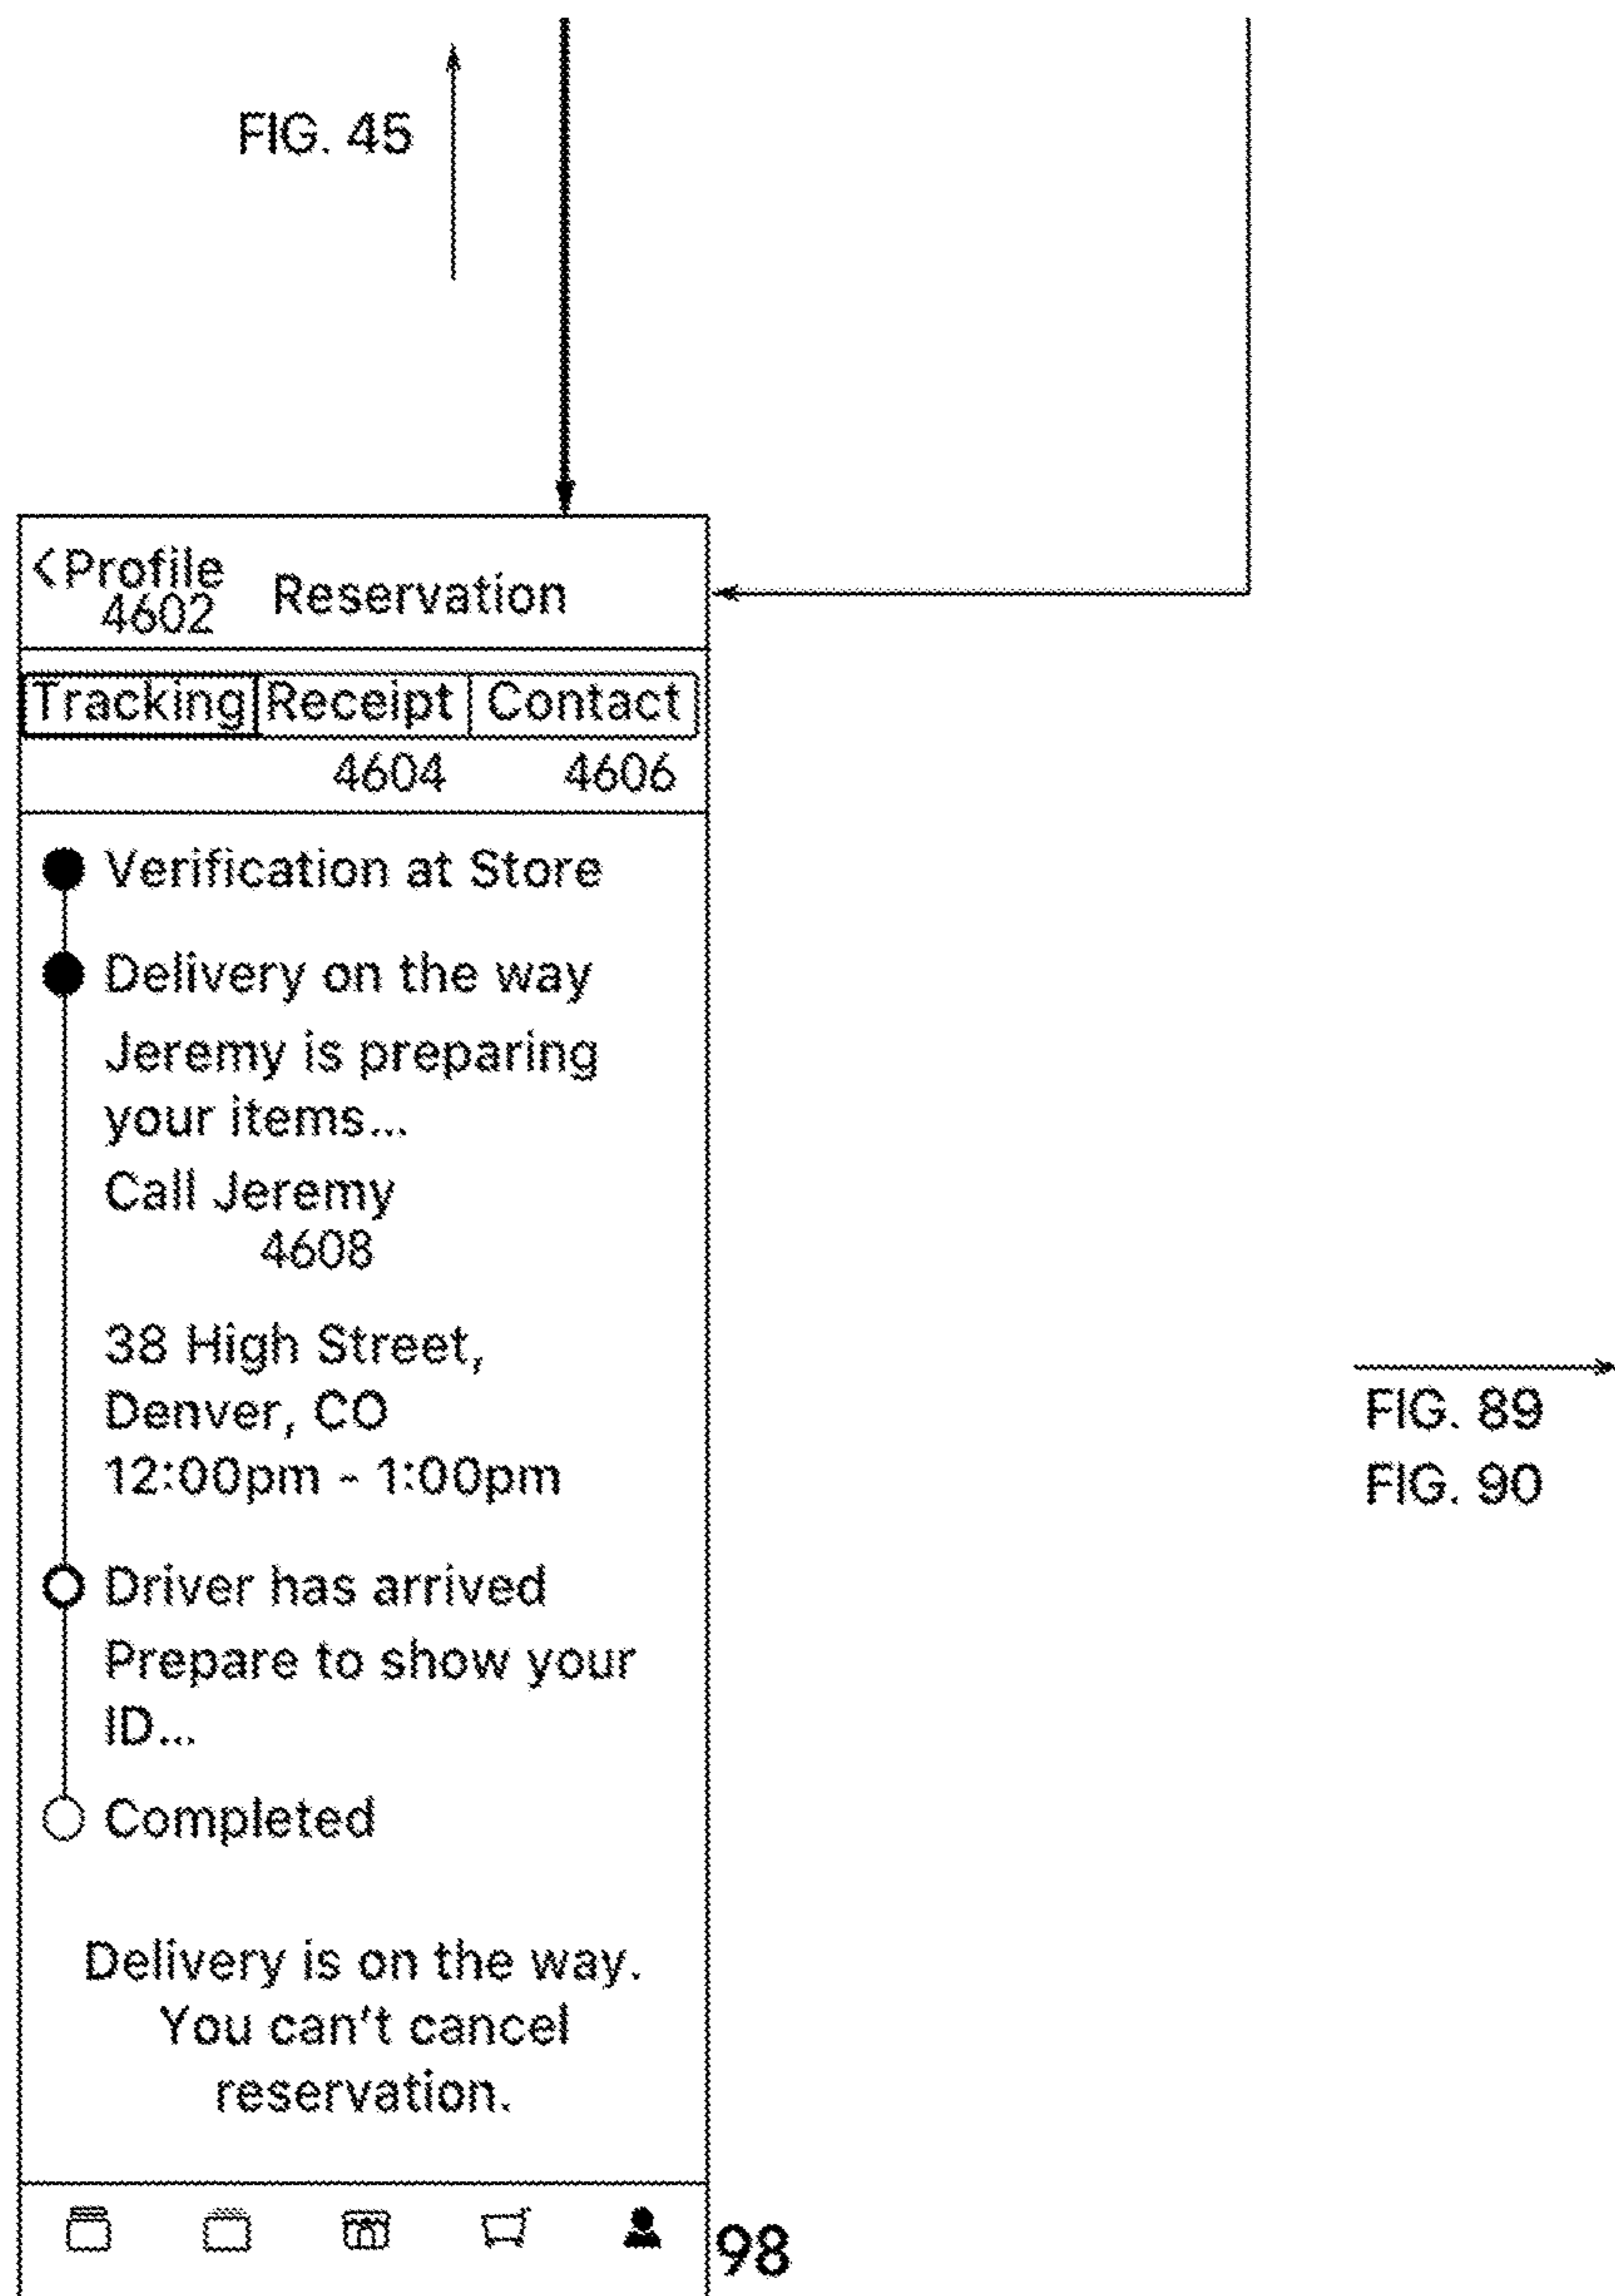 FIG. 45
<Profile
4602
Reservation
Tracking Receipt Contact
4604 4606
Verification at Store
Delivery on the way
Jeremy is preparing
your items...
Call Jeremy
4608
38 High Street,
Denver, CO
12:00pm - 1:00pm
FIG. 89
FIG. 90
Driver has arrived
Prepare to show your
ID...
Completed
Delivery is on the way.
You can't cancel
reservation.
98